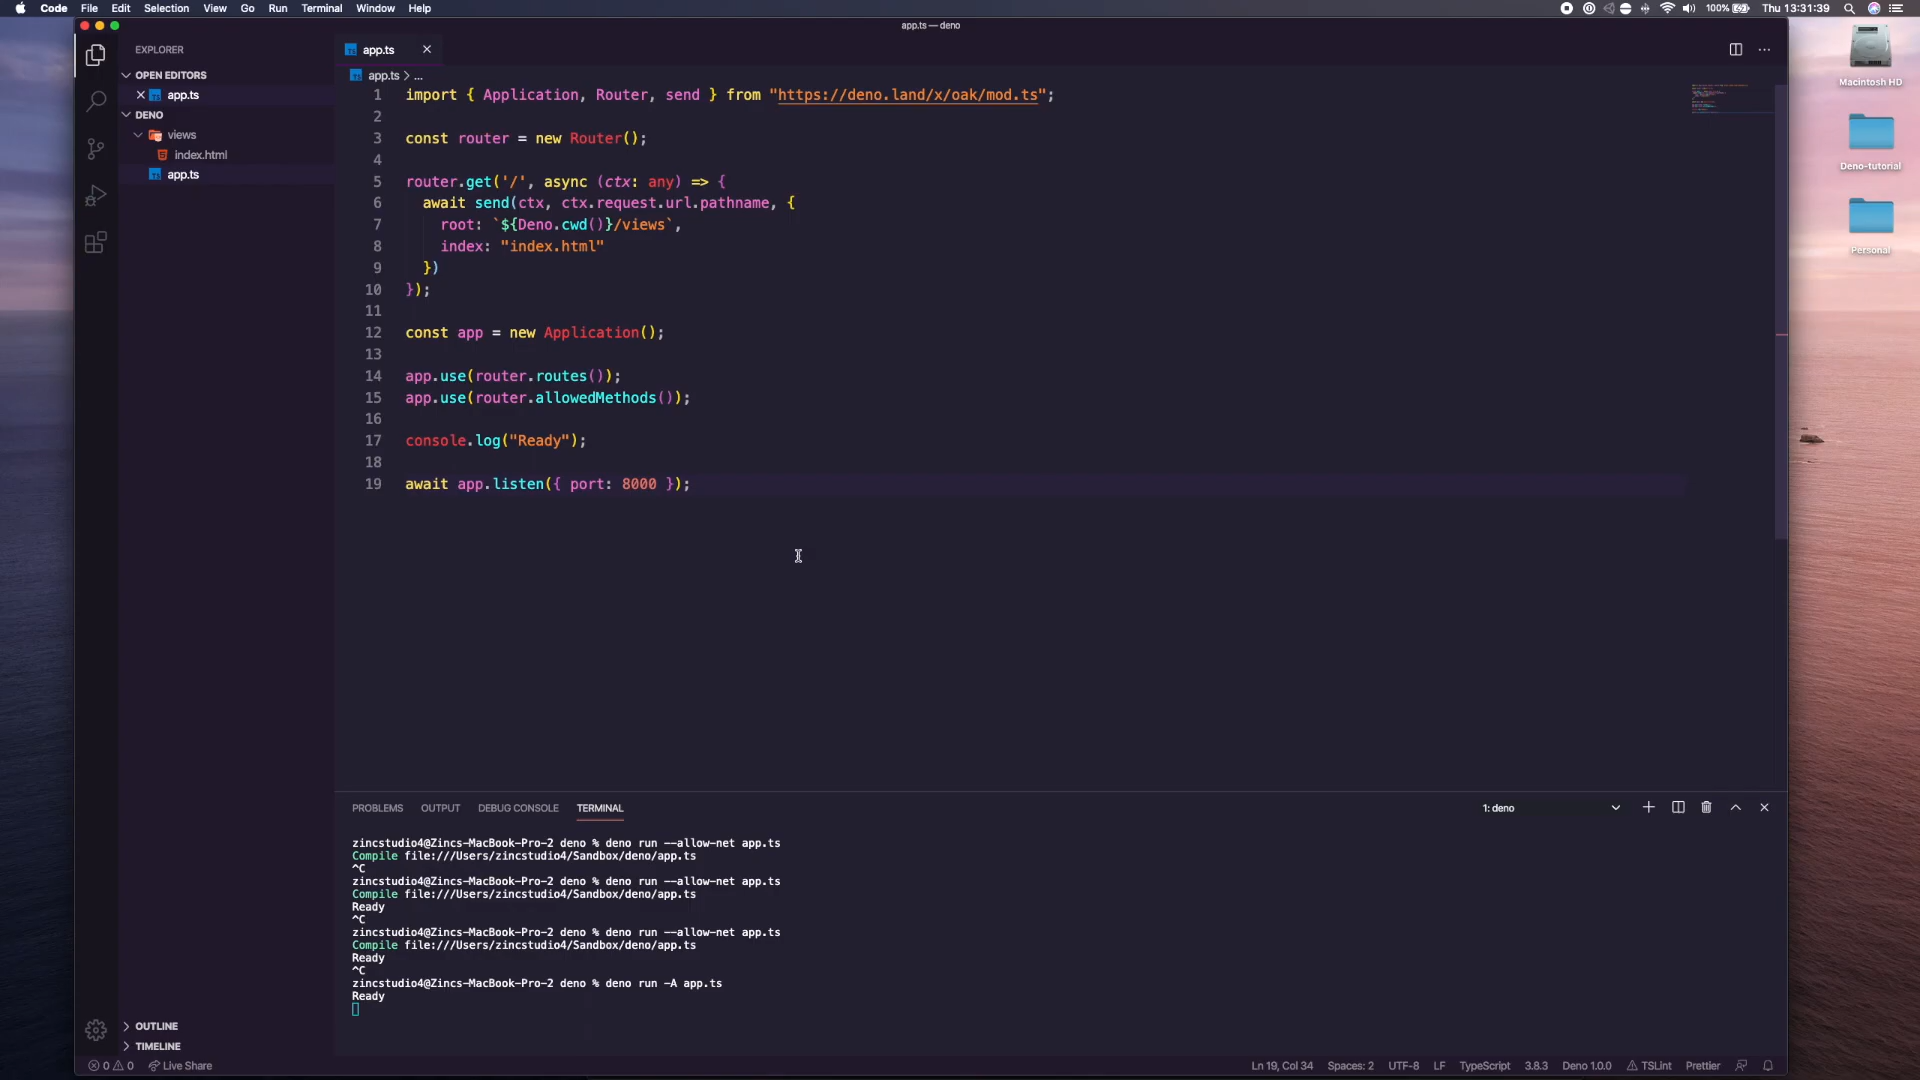 Code File Edit Selection View Go Run Terminal Window Help
100% Thu 13:31:39
app.ts — deno
EXPLORER
OPEN EDITORS
app.ts
DENO
views
index.html
app.ts
OUTLINE
TIMELINE
app.ts
app.ts > ...
1 import { Application, Router, send } from "https://deno.land/x/oak/mod.ts";
2
3 const router = new Router();
4
5 router.get('/', async (ctx: any) => {
6 await send(ctx, ctx.request.url.pathname, {
7 root: `${Deno.cwd()}/views`,
8 index: "index.html"
9 })
10 });
11
12 const app = new Application();
13
14 app.use(router.routes());
15 app.use(router.allowedMethods());
16
17 console.log("Ready");
18
19 await app.listen({ port: 8000 });
PROBLEMS OUTPUT DEBUG CONSOLE TERMINAL
1: deno
zincstudio4@Zincs-MacBook-Pro-2 deno % deno run --allow-net app.ts
Compile file:///Users/zincstudio4/Sandbox/deno/app.ts
^C
zincstudio4@Zincs-MacBook-Pro-2 deno % deno run --allow-net app.ts
Compile file:///Users/zincstudio4/Sandbox/deno/app.ts
Ready
^C
zincstudio4@Zincs-MacBook-Pro-2 deno % deno run --allow-net app.ts
Compile file:///Users/zincstudio4/Sandbox/deno/app.ts
Ready
^C
zincstudio4@Zincs-MacBook-Pro-2 deno % deno run -A app.ts
Ready
0 0 Live Share
Ln 19, Col 34 Spaces: 2 UTF-8 LF TypeScript 3.8.3 Deno 1.0.0 TSLint Prettier
Macintosh HD
Deno-tutorial
Personal